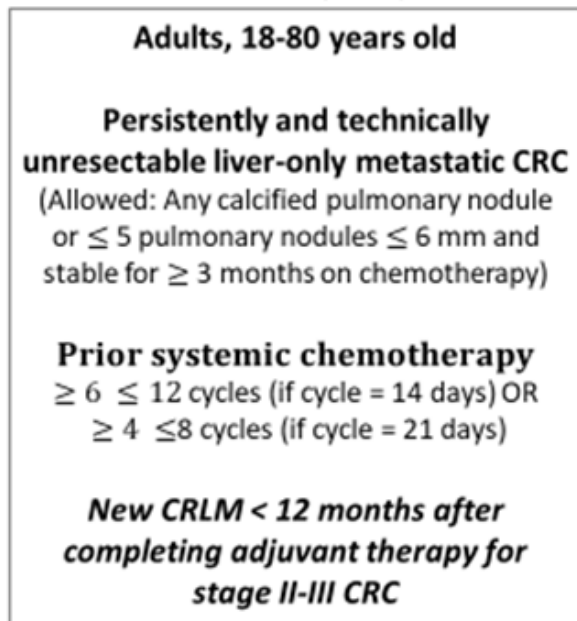 Adults, 18-80 years old
Persistently and technically
unresectable liver-only metastatic CRC
(Allowed: Any calcified pulmonary nodule
or ≤ 5 pulmonary nodules ≤ 6 mm and
stable for ≥ 3 months on chemotherapy)
Prior systemic chemotherapy
≥ 6 ≤ 12 cycles (if cycle = 14 days) OR
≥ 4 ≤8 cycles (if cycle = 21 days)
New CRLM < 12 months after
completing adjuvant therapy for
stage II-III CRC